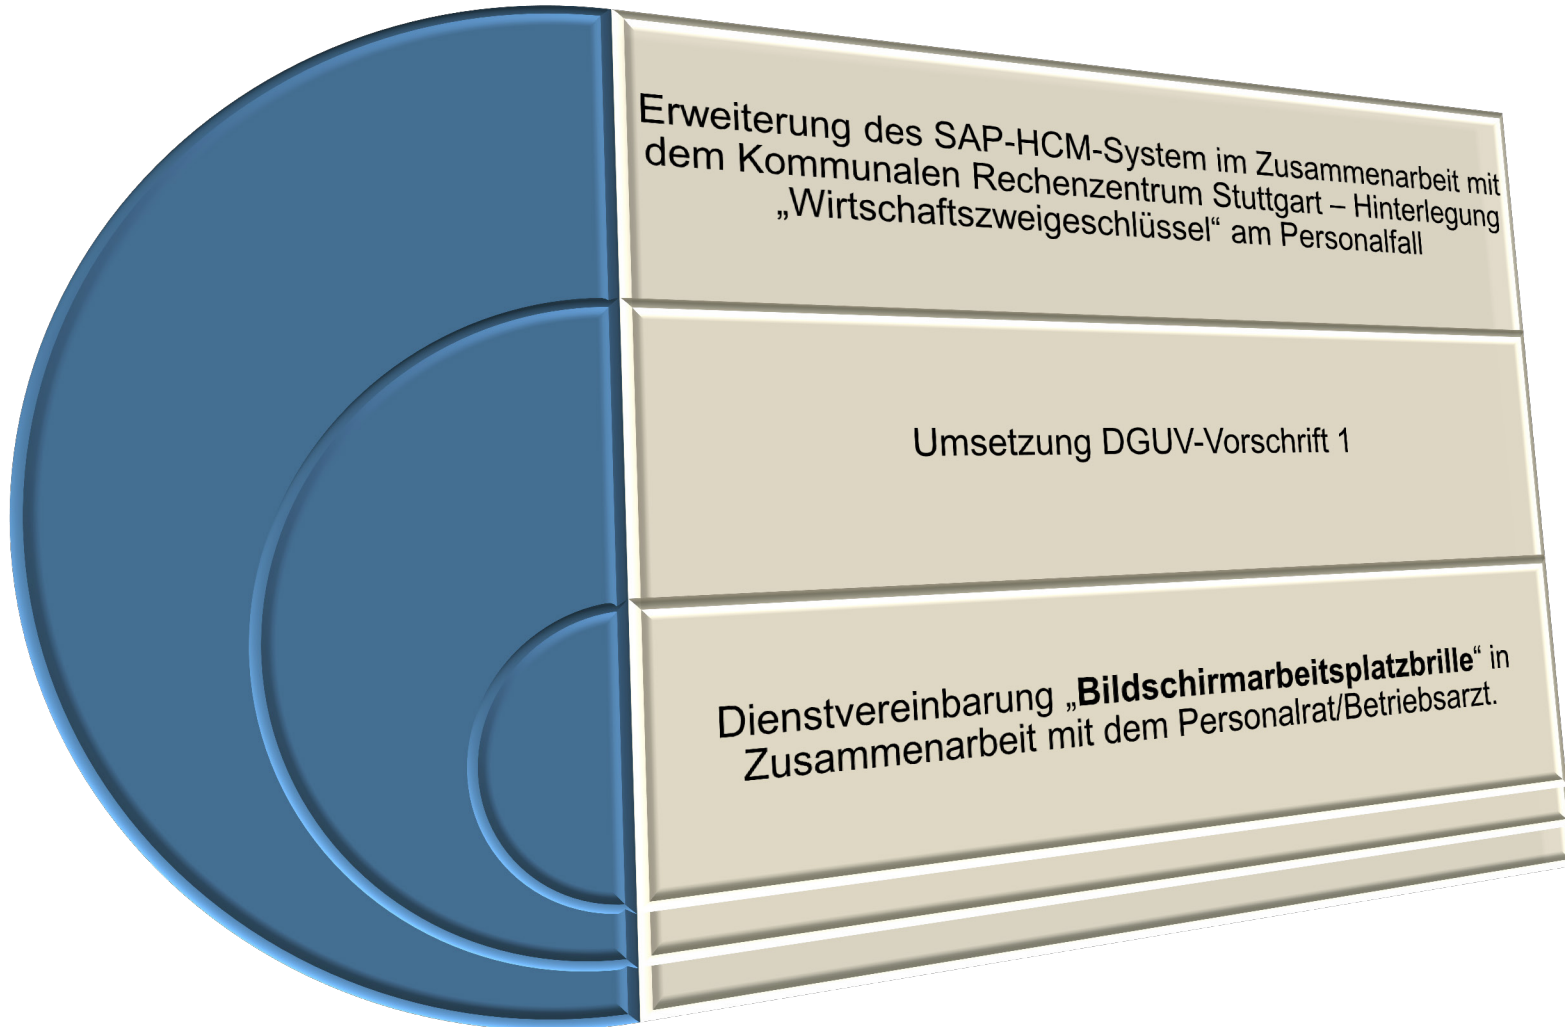 Erweiterung des SAP-HCM-System im Zusammenarbeit mit
dem Kommunalen Rechenzentrum Stuttgart – Hinterlegung
„Wirtschaftszweigeschlüssel“ am Personalfall
Umsetzung DGUV-Vorschrift 1
Dienstvereinbarung „Bildschirmarbeitsplatzbrille“ in
Zusammenarbeit mit dem Personalrat/Betriebsarzt.